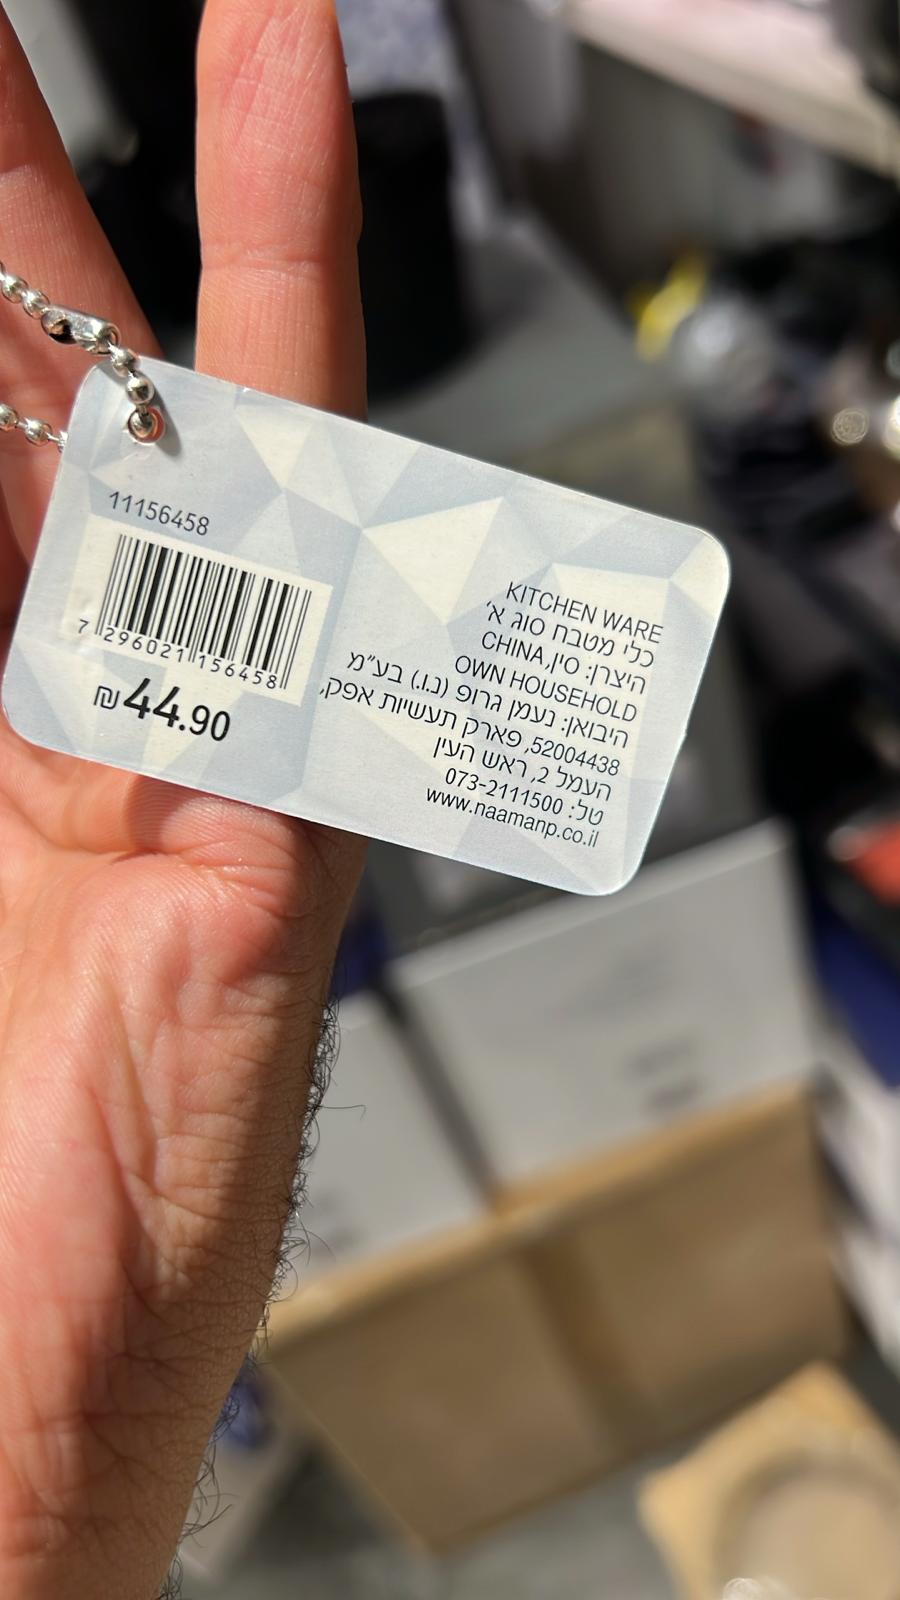 11156458
7 296021 156458
₪44.90
KITCHEN WARE
כלי מטבח סוג א'
היצרן: סין,CHINA
OWN HOUSEHOLD
היבואן: נעמן גרופ (נ.ו.) בע"מ
52004438, פארק תעשיות אפק,
העמל 2, ראש העין
טל: 073-2111500
www.naamanp.co.il